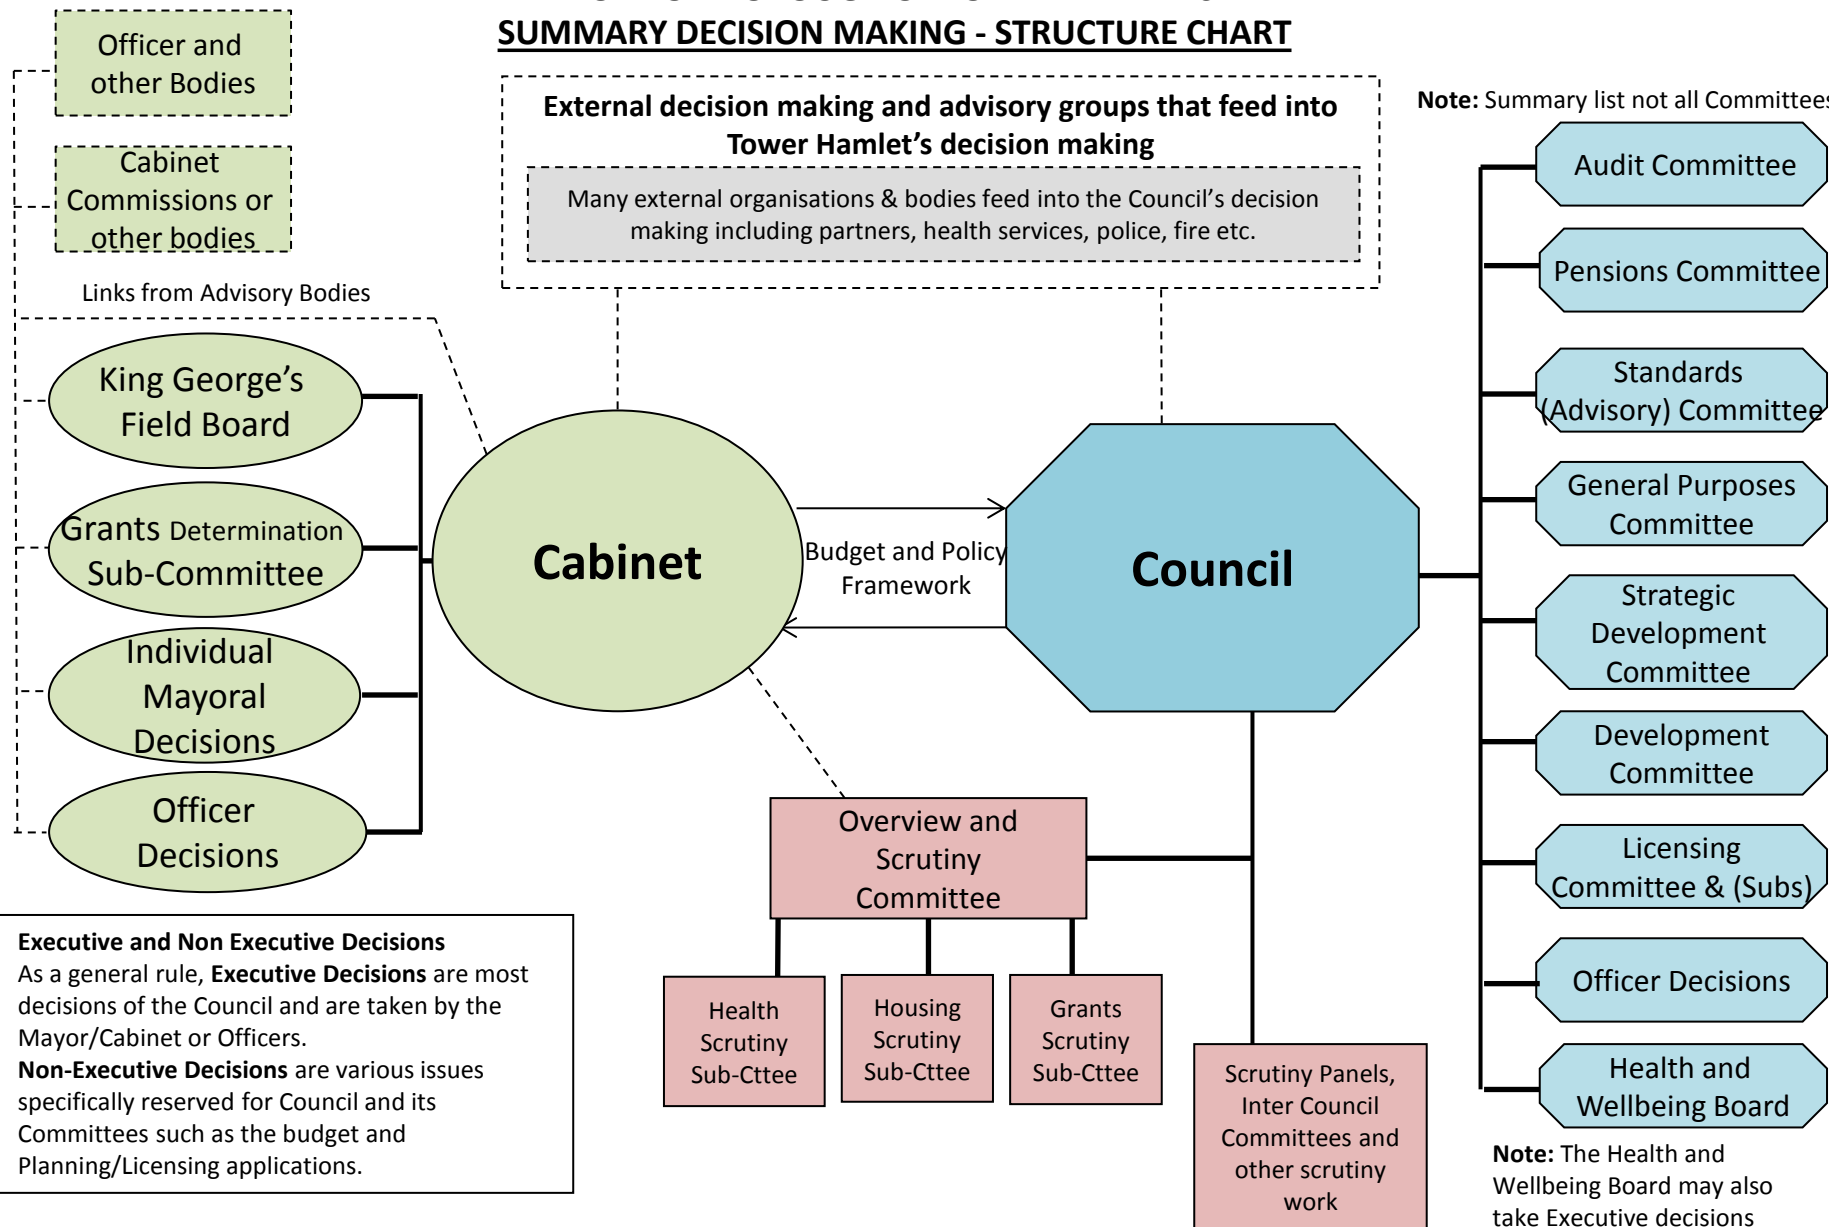 SUMMARY DECISION MAKING - STRUCTURE CHART
Officer and
other Bodies
Cabinet
Commissions or
other bodies
Links from Advisory Bodies
External decision making and advisory groups that feed into
Tower Hamlet's decision making
Many external organisations & bodies feed into the Council's decision
making including partners, health services, police, fire etc.
Note: Summary list not all Committees
King George's
Field Board
Grants Determination
Sub-Committee
Individual
Mayoral
Decisions
Officer
Decisions
Cabinet
Budget and Policy
Framework
Council
Audit Committee
Pensions Committee
Standards
(Advisory) Committee
General Purposes
Committee
Strategic
Development
Committee
Development
Committee
Licensing
Committee & (Subs)
Officer Decisions
Health and
Wellbeing Board
Note: The Health and
Wellbeing Board may also
take Executive decisions
Overview and
Scrutiny
Committee
Health
Scrutiny
Sub-Cttee
Housing
Scrutiny
Sub-Cttee
Grants
Scrutiny
Sub-Cttee
Scrutiny Panels,
Inter Council
Committees and
other scrutiny
work
Executive and Non Executive Decisions
As a general rule, Executive Decisions are most
decisions of the Council and are taken by the
Mayor/Cabinet or Officers.
Non-Executive Decisions are various issues
specifically reserved for Council and its
Committees such as the budget and
Planning/Licensing applications.